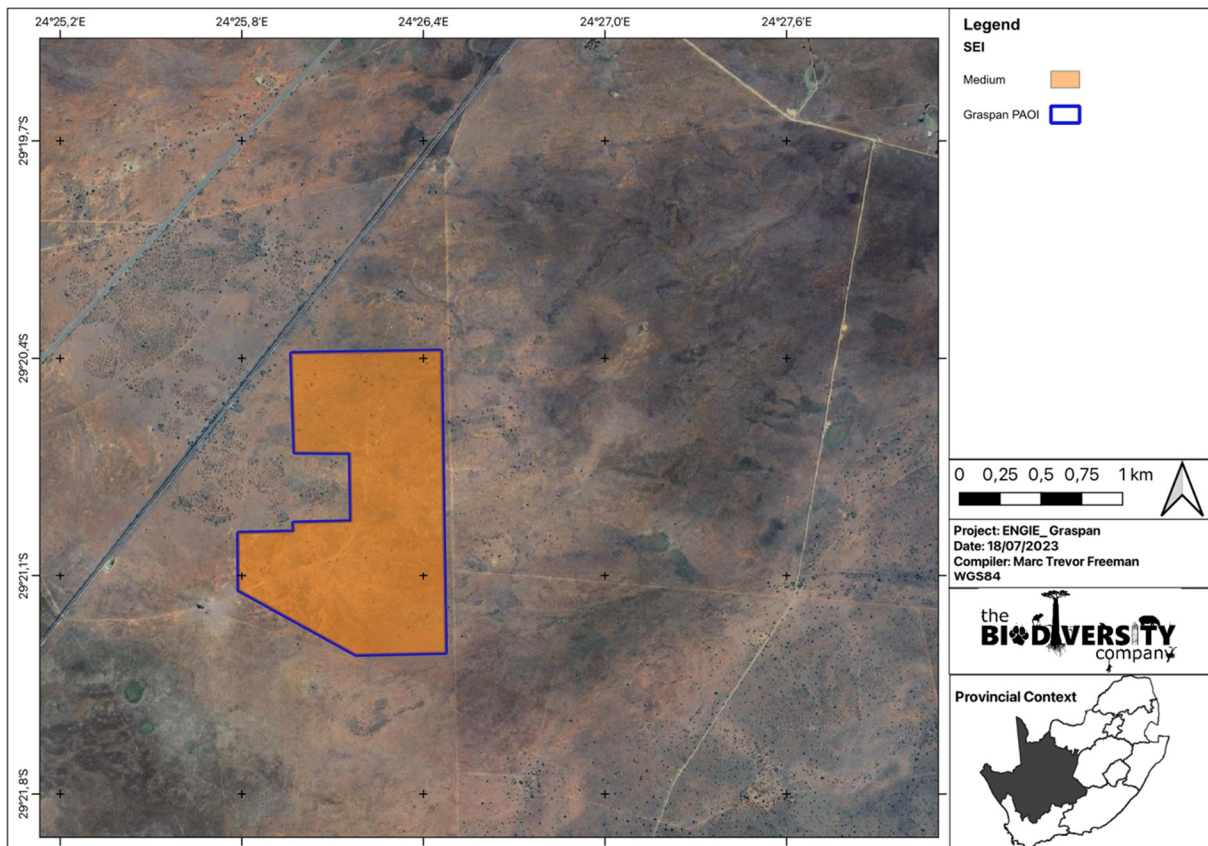 24°25,2'E 24°25,8'E 24°26,4'E 24°27,0'E 24°27,6'E
29°19,7'S
29°20,4'S
29°21,1'S
29°21,8'S
Legend
SEI
Medium
Graspan PAOI
0 0,25 0,5 0,75 1 km
Project: ENGIE_Graspan
Date: 18/07/2023
Compiler: Marc Trevor Freeman
WGS84
the
BIODIVERSITY
company
Provincial Context